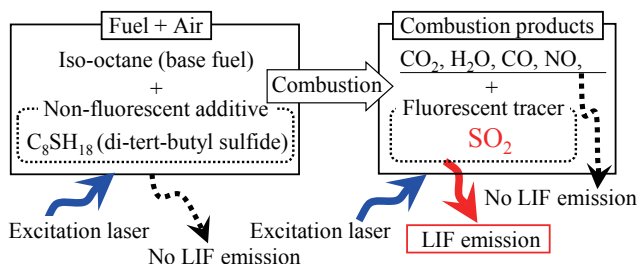 Fuel + Air
Iso-octane (base fuel)
+
Non-fluorescent additive
C₈SH₁₈ (di-tert-butyl sulfide)
Excitation laser
No LIF emission
Combustion
Combustion products
CO₂, H₂O, CO, NO,
+
Fluorescent tracer
SO₂
No LIF emission
Excitation laser
LIF emission